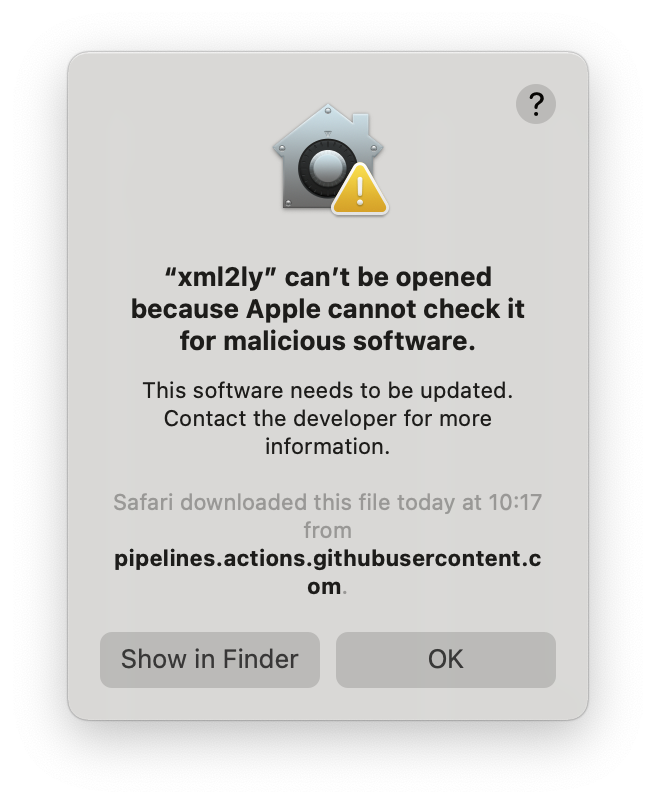 ?
“xml2ly” can’t be opened
because Apple cannot check it
for malicious software.
This software needs to be updated.
Contact the developer for more
information.
Safari downloaded this file today at 10:17
from
pipelines.actions.githubusercontent.c
om.
Show in Finder
OK